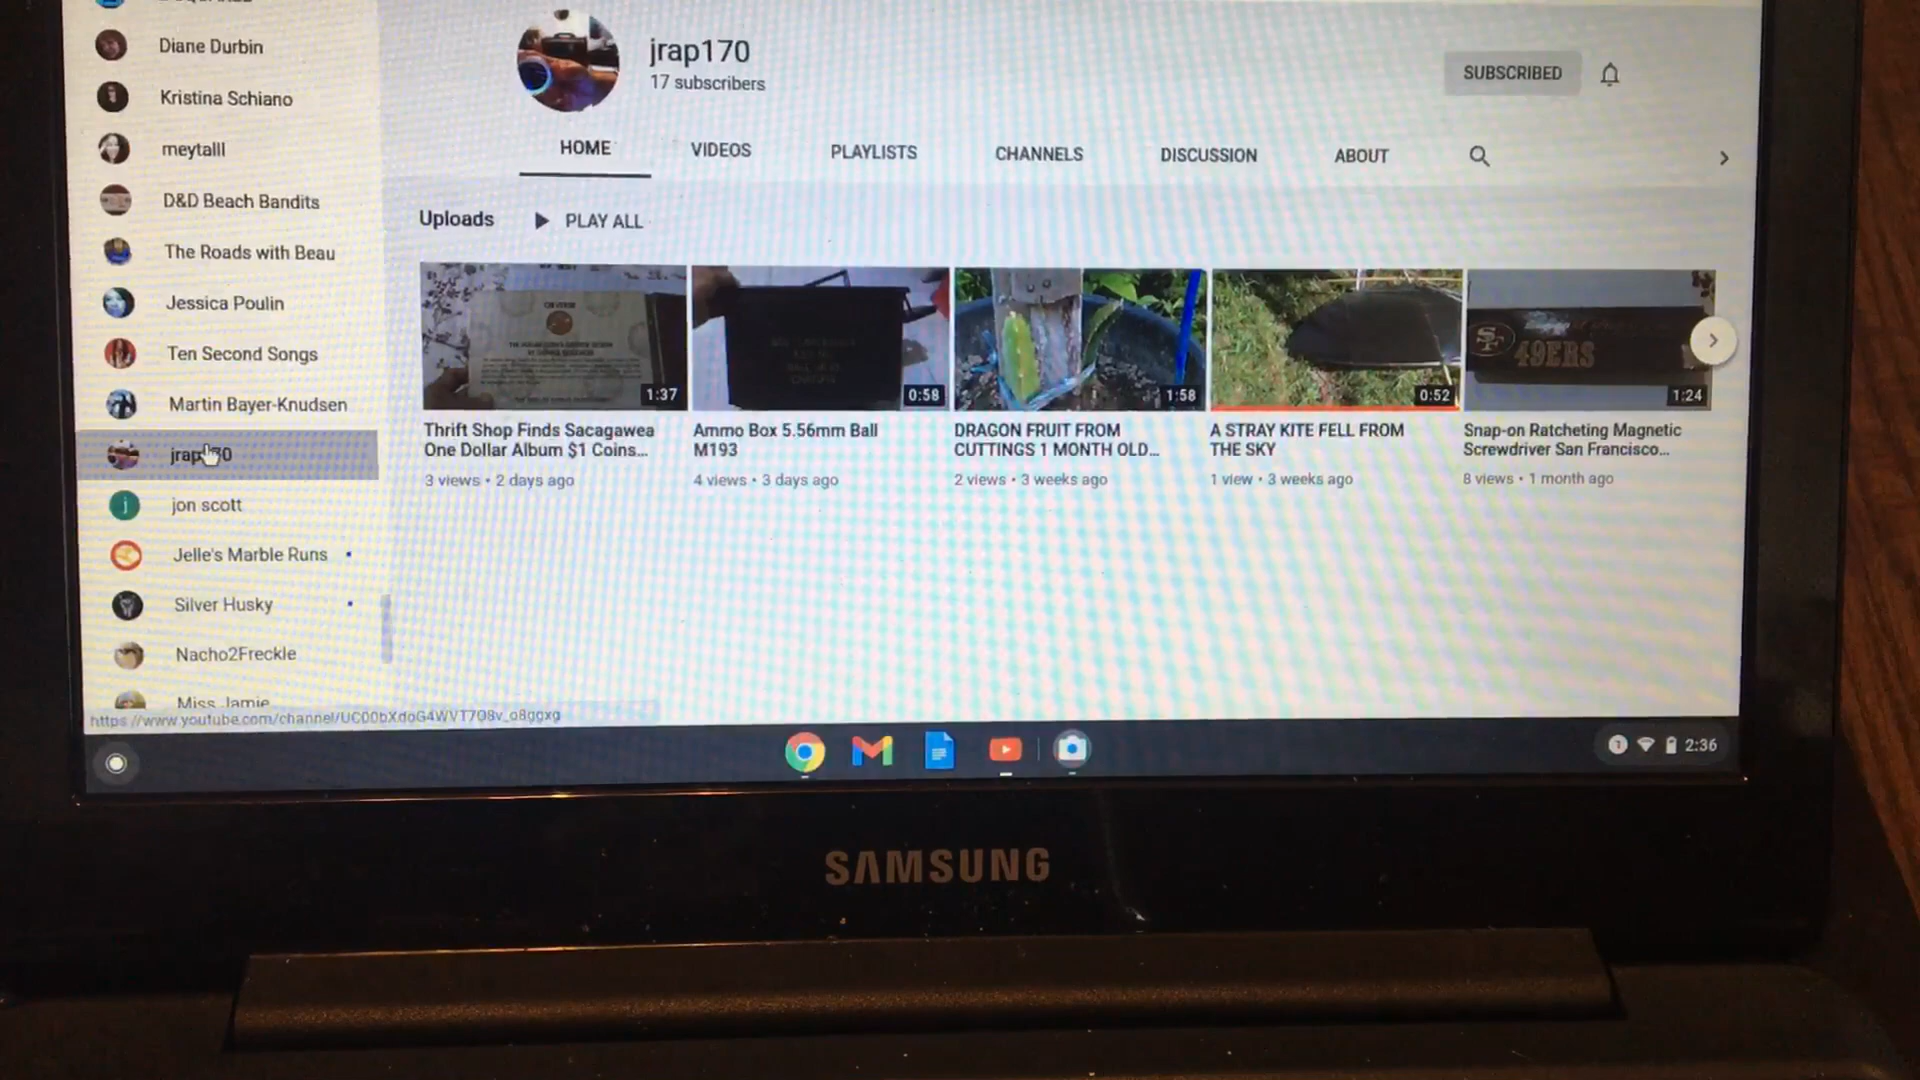 Diane Durbin
Kristina Schiano
meytalll
D&D Beach Bandits
The Roads with Beau
Jessica Poulin
Ten Second Songs
Martin Bayer-Knudsen
jrap170
jon scott
Jelle's Marble Runs
Silver Husky
Nacho2Freckle
Miss Jamie
jrap170
17 subscribers
SUBSCRIBED
HOME VIDEOS PLAYLISTS CHANNELS DISCUSSION ABOUT
Uploads PLAY ALL
49ERS
1:37 0:58 1:58 0:52 1:24
Thrift Shop Finds Sacagawea
One Dollar Album $1 Coins...
3 views • 2 days ago
Ammo Box 5.56mm Ball
M193
4 views • 3 days ago
DRAGON FRUIT FROM
CUTTINGS 1 MONTH OLD...
2 views • 3 weeks ago
A STRAY KITE FELL FROM
THE SKY
1 view • 3 weeks ago
Snap-on Ratcheting Magnetic
Screwdriver San Francisco...
8 views • 1 month ago
2:36
SAMSUNG